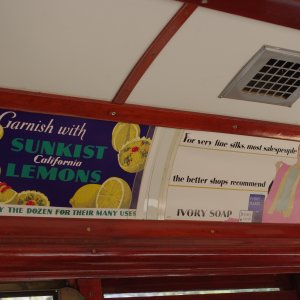 Garnish with
SUNKIST
California
LEMONS
BY THE DOZEN FOR THEIR MANY USES
For very fine silks, most salespeople
the better shops recommend
IVORY SOAP